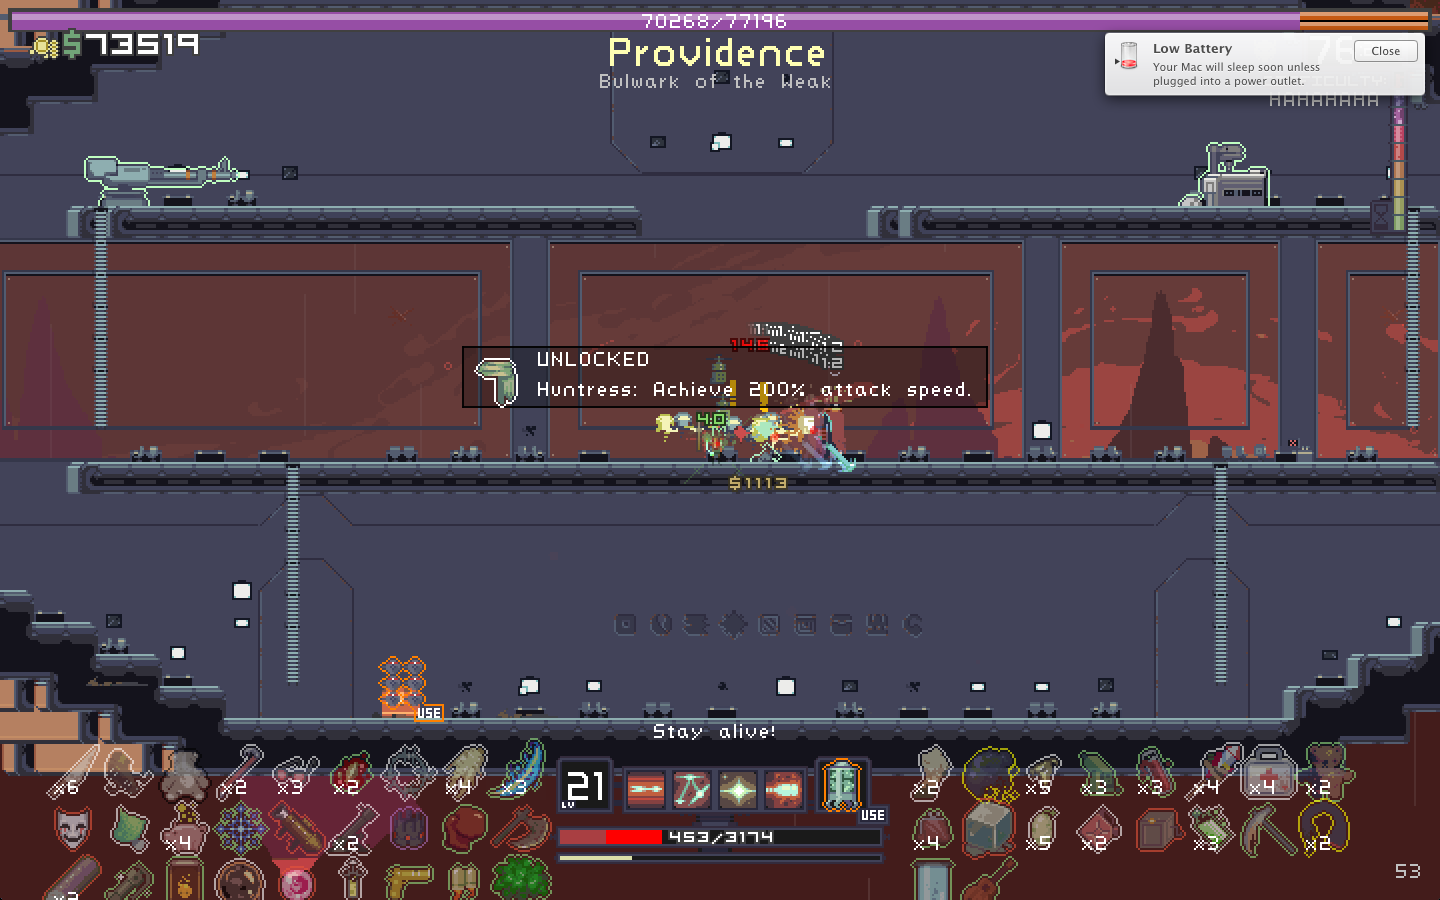 70268/77196
$73519
Providence
Bulwark of the Weak
Low Battery
Close
Your Mac will sleep soon unless
plugged into a power outlet.
HAHAHAHA
UNLOCKED
Huntress: Achieve 200% attack speed.
$1113
USE
Stay alive!
x6
x2
x3
x2
x4
x3
21
LV
USE
x2
x5
x3
x3
x4
x4
x2
453/3174
x4
x2
x5
x2
x3
x2
53